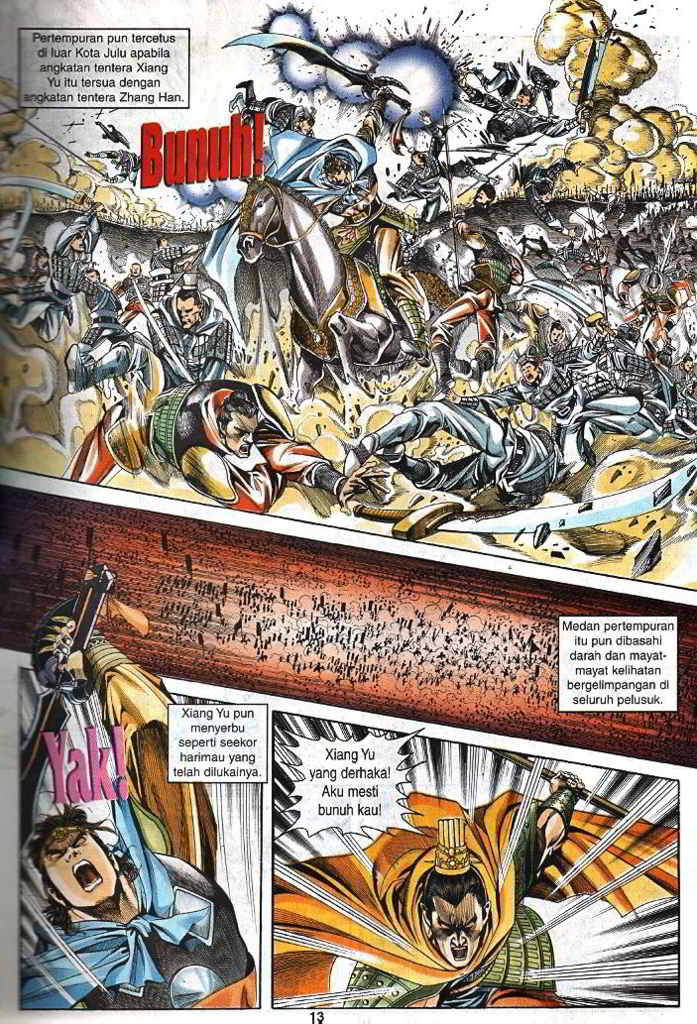 Pertempuran pun tercetus
di luar Kota Julu apabila
angkatan tentera Xiang
Yu itu tersua dengan
angkatan tentera Zhang Han.
Bunuh!
Medan pertempuran
itu pun dibasahi
darah dan mayat-
mayat kelihatan
bergelimpangan di
seluruh pelusuk.
Xiang Yu pun
menyerbu
seperti seekor
harimau yang
telah dilukainya.
Yak!
Xiang Yu
yang derhaka!
Aku mesti
bunuh kau!
13